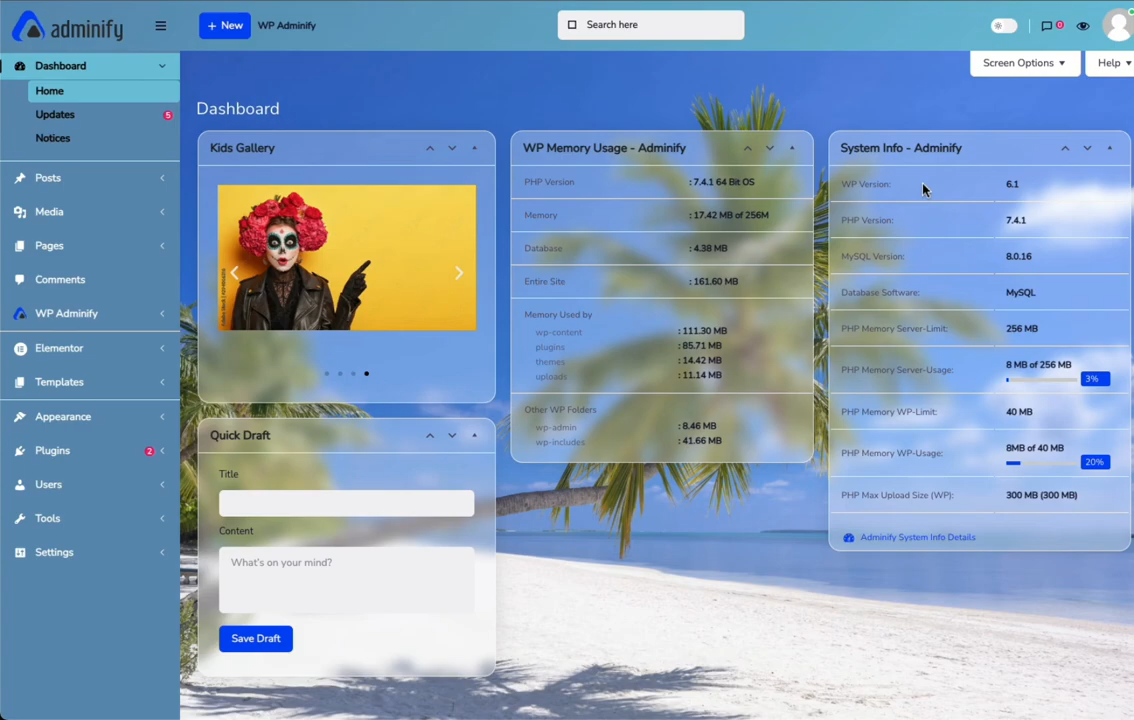 adminify
+ New
WP Adminify
Search here
0
Screen Options
Help
Dashboard
Home
Updates 5
Notices
Posts
Media
Pages
Comments
WP Adminify
Elementor
Templates
Appearance
Plugins 2
Users
Tools
Settings
Dashboard
Kids Gallery
Quick Draft
Title
Content
What's on your mind?
Save Draft
WP Memory Usage - Adminify
PHP Version : 7.4.1 64 Bit OS
Memory : 17.42 MB of 256M
Database : 4.38 MB
Entire Site : 161.60 MB
Memory Used by
wp-content : 111.30 MB
plugins : 85.71 MB
themes : 14.42 MB
uploads : 11.14 MB
Other WP Folders
wp-admin : 8.46 MB
wp-includes : 41.66 MB
System Info - Adminify
WP Version: 6.1
PHP Version: 7.4.1
MySQL Version: 8.0.16
Database Software: MySQL
PHP Memory Server-Limit: 256 MB
PHP Memory Server-Usage: 8 MB of 256 MB
3%
PHP Memory WP-Limit: 40 MB
PHP Memory WP-Usage: 8MB of 40 MB
20%
PHP Max Upload Size (WP): 300 MB (300 MB)
Adminify System Info Details